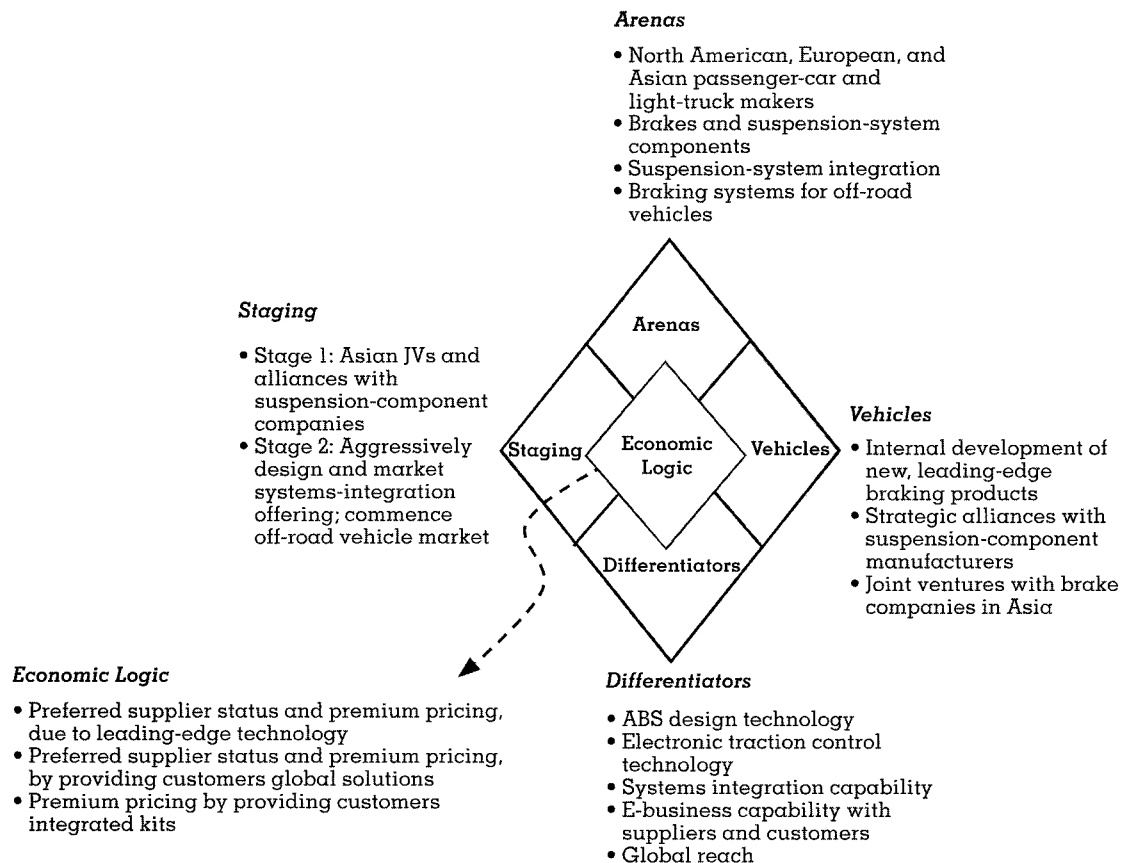 Arenas
• North American, European, and
Asian passenger-car and
light-truck makers
• Brakes and suspension-system
components
• Suspension-system integration
• Braking systems for off-road
vehicles
Staging
• Stage 1: Asian JVs and
alliances with
suspension-component
companies
• Stage 2: Aggressively
design and market
systems-integration
offering; commence
off-road vehicle market
Arenas
Staging
Economic
Logic
Vehicles
Differentiators
Vehicles
• Internal development of
new, leading-edge
braking products
• Strategic alliances with
suspension-component
manufacturers
• Joint ventures with brake
companies in Asia
Economic Logic
• Preferred supplier status and premium pricing,
due to leading-edge technology
• Preferred supplier status and premium pricing,
by providing customers global solutions
• Premium pricing by providing customers
integrated kits
Differentiators
• ABS design technology
• Electronic traction control
technology
• Systems integration capability
• E-business capability with
suppliers and customers
• Global reach